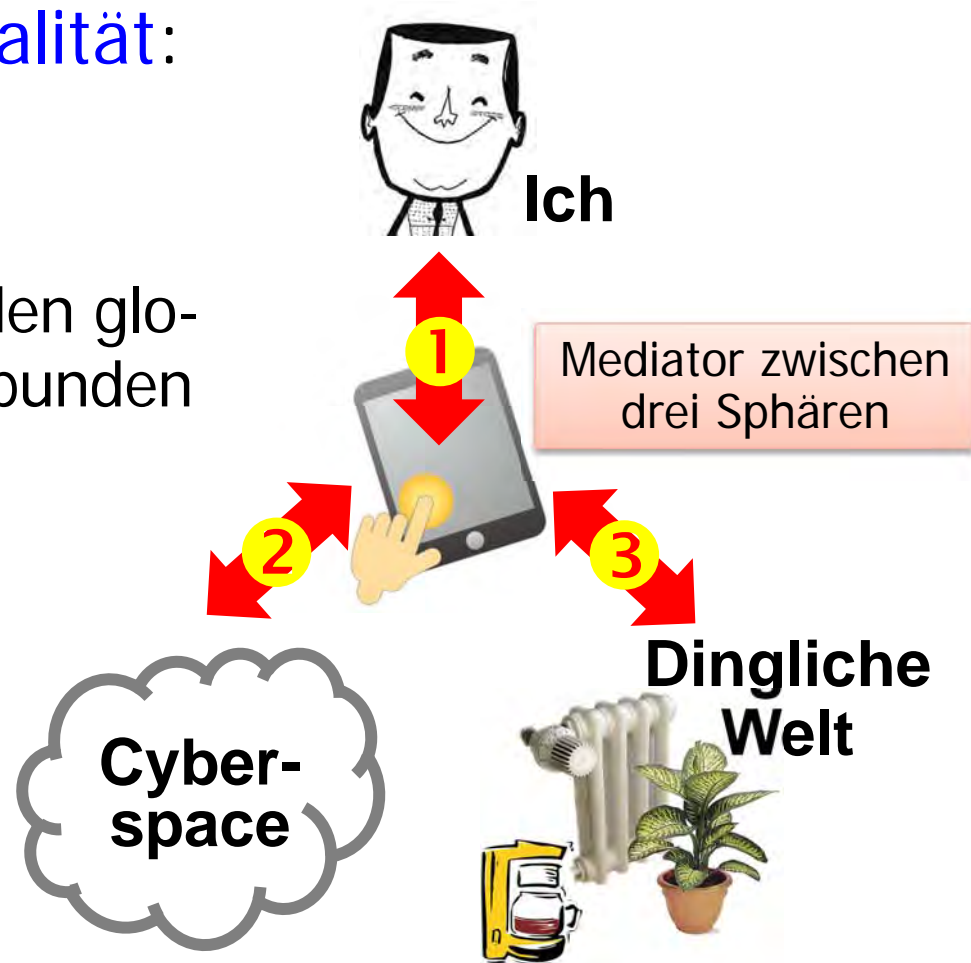 alität:
Ich
len glo-
bunden
1
Mediator zwischen
drei Sphären
2
3
Dingliche
Welt
Cyber-
space